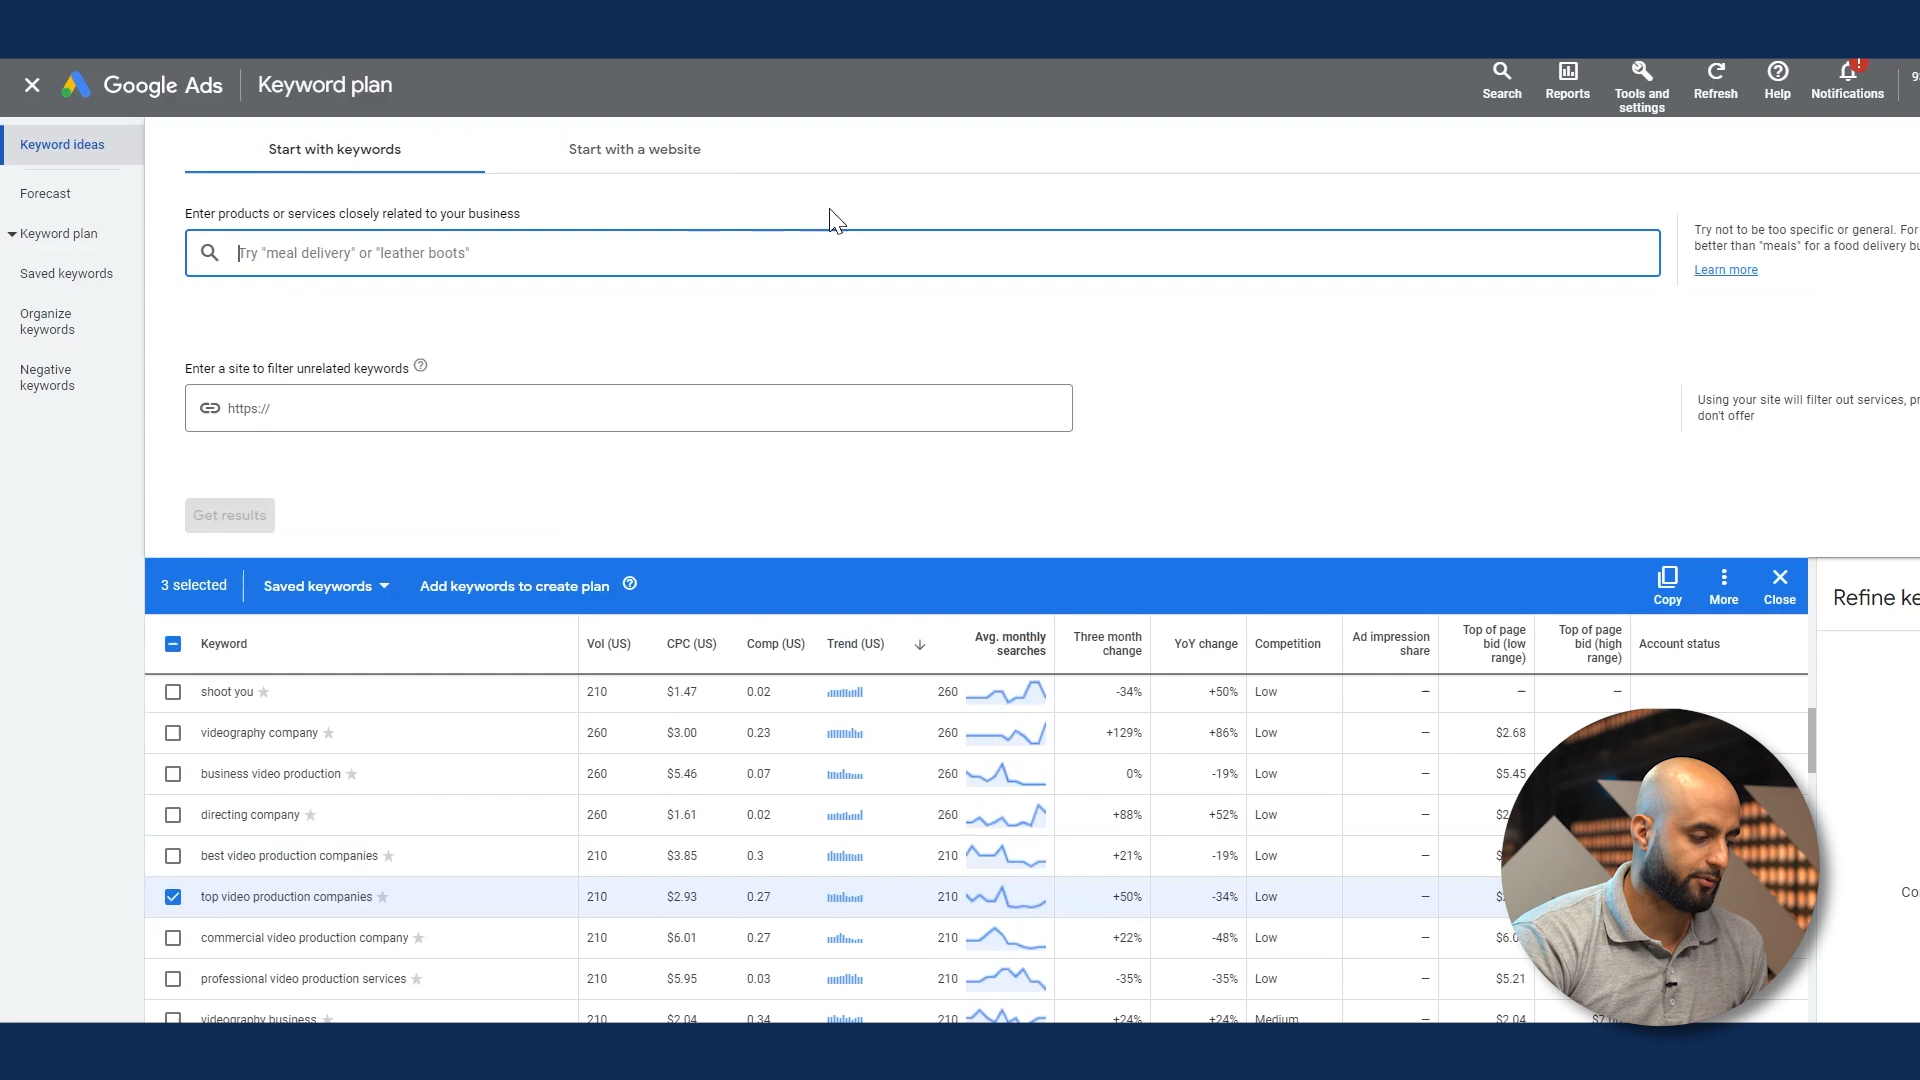 Google Ads
Keyword plan
Search
Reports
Tools and
settings
Refresh
Help
Notifications
Keyword ideas
Forecast
Keyword plan
Saved keywords
Organize
keywords
Negative
keywords
Start with keywords
Start with a website
Enter products or services closely related to your business
Try "meal delivery" or "leather boots"
Try not to be too specific or general. For
better than "meals" for a food delivery
Learn more
Enter a site to filter unrelated keywords
https://
Using your site will filter out services,
don't offer
Get results
3 selected
Saved keywords
Add keywords to create plan
Copy
More
Close
Refine
Keyword Vol (US) CPC (US) Comp (US) Trend (US) Avg. monthly searches Three month change YoY change Competition Ad impression share Top of page bid (low range) Top of page bid (high range) Account status
shoot you 210 $1.47 0.02 260 -34% +50% Low – – –
videography company 260 $3.00 0.23 260 +129% +86% Low – $2.68
business video production 260 $5.46 0.07 260 0% -19% Low – $5.45
directing company 260 $1.61 0.02 260 +88% +52% Low –
best video production companies 210 $3.85 0.3 210 +21% -19% Low –
top video production companies 210 $2.93 0.27 210 +50% -34% Low –
commercial video production company 210 $6.01 0.27 210 +22% -48% Low –
professional video production services 210 $5.95 0.03 210 -35% -35% Low – $5.21
videography business 210 $2.04 0.34 210 +24% +24% Medium – $2.04